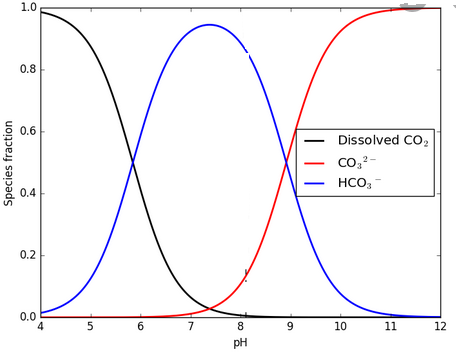 1.0
0.8
0.6
0.4
0.2
0.0
Species fraction
Dissolved CO₂
CO₃²⁻
HCO₃⁻
4 5 6 7 8 9 10 11 12
pH